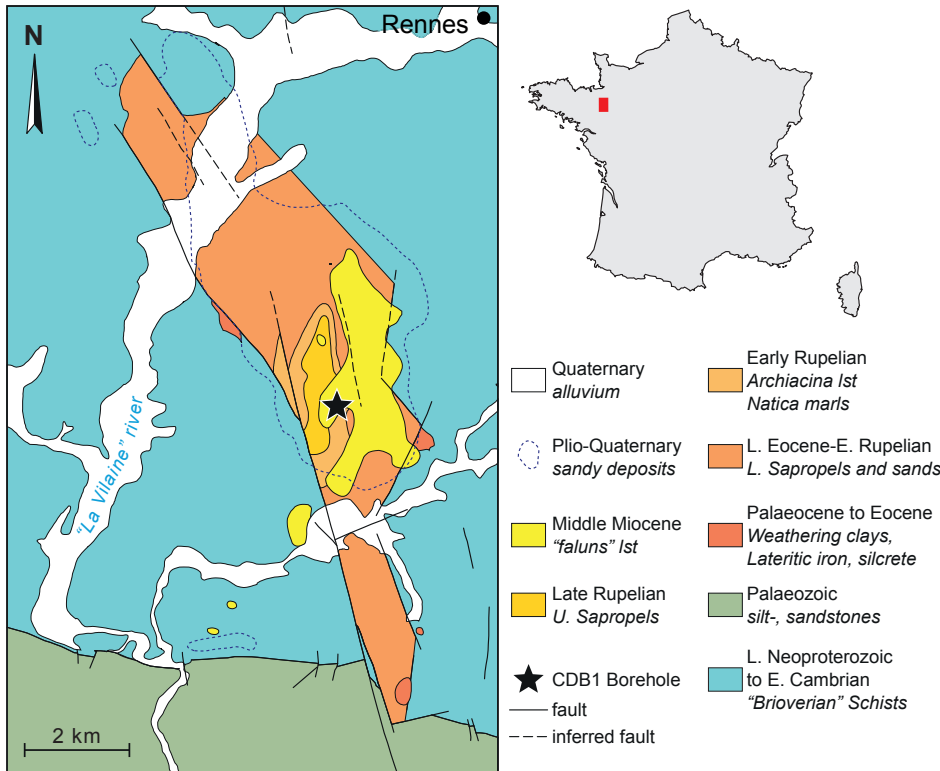 Rennes
N
"La Vilaine" river
2 km
Quaternary
alluvium
Plio-Quaternary
sandy deposits
Middle Miocene
"faluns" lst
Late Rupelian
U. Sapropels
CDB1 Borehole
fault
inferred fault
Early Rupelian
Archiacina lst
Natica marls
L. Eocene-E. Rupelian
L. Sapropels and sands
Palaeocene to Eocene
Weathering clays,
Lateritic iron, silcrete
Palaeozoic
silt-, sandstones
L. Neoproterozoic
to E. Cambrian
"Brioverian" Schists